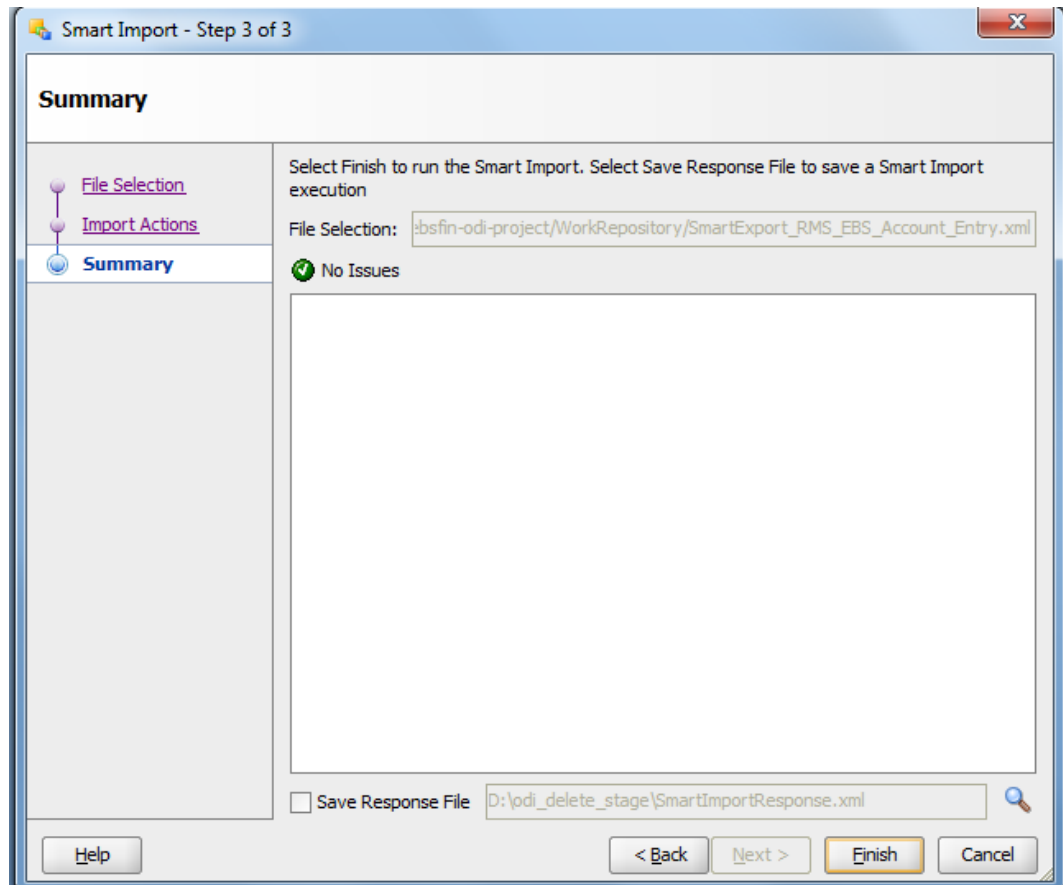 Smart Import - Step 3 of 3
Summary
File Selection
Import Actions
Summary
Select Finish to run the Smart Import. Select Save Response File to save a Smart Import
execution
File Selection: ebsfin-odi-project/WorkRepository/SmartExport_RMS_EBS_Account_Entry.xml
No Issues
Save Response File D:\odi_delete_stage\SmartImportResponse.xml
Help < Back Next > Finish Cancel